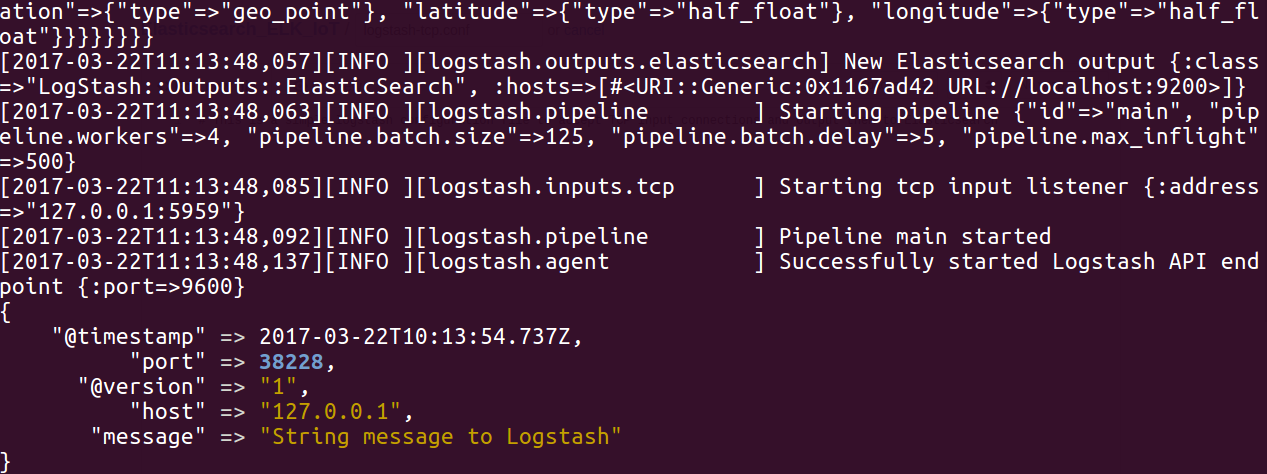 ation"=>{"type"=>"geo_point"}, "latitude"=>{"type"=>"half_float"}, "longitude"=>{"type"=>"half_fl
oat"}}}}}}}}}
[2017-03-22T11:13:48,057][INFO ][logstash.outputs.elasticsearch] New Elasticsearch output {:class
=>"LogStash::Outputs::ElasticSearch", :hosts=>[#<URI::Generic:0x1167ad42 URL://localhost:9200>]}
[2017-03-22T11:13:48,063][INFO ][logstash.pipeline        ] Starting pipeline {"id"=>"main", "pip
eline.workers"=>4, "pipeline.batch.size"=>125, "pipeline.batch.delay"=>5, "pipeline.max_inflight"
=>500}
[2017-03-22T11:13:48,085][INFO ][logstash.inputs.tcp      ] Starting tcp input listener {:address
=>"127.0.0.1:5959"}
[2017-03-22T11:13:48,092][INFO ][logstash.pipeline        ] Pipeline main started
[2017-03-22T11:13:48,137][INFO ][logstash.agent           ] Successfully started Logstash API end
point {:port=>9600}
{
    "@timestamp" => 2017-03-22T10:13:54.737Z,
          "port" => 38228,
      "@version" => "1",
          "host" => "127.0.0.1",
       "message" => "String message to Logstash"
}